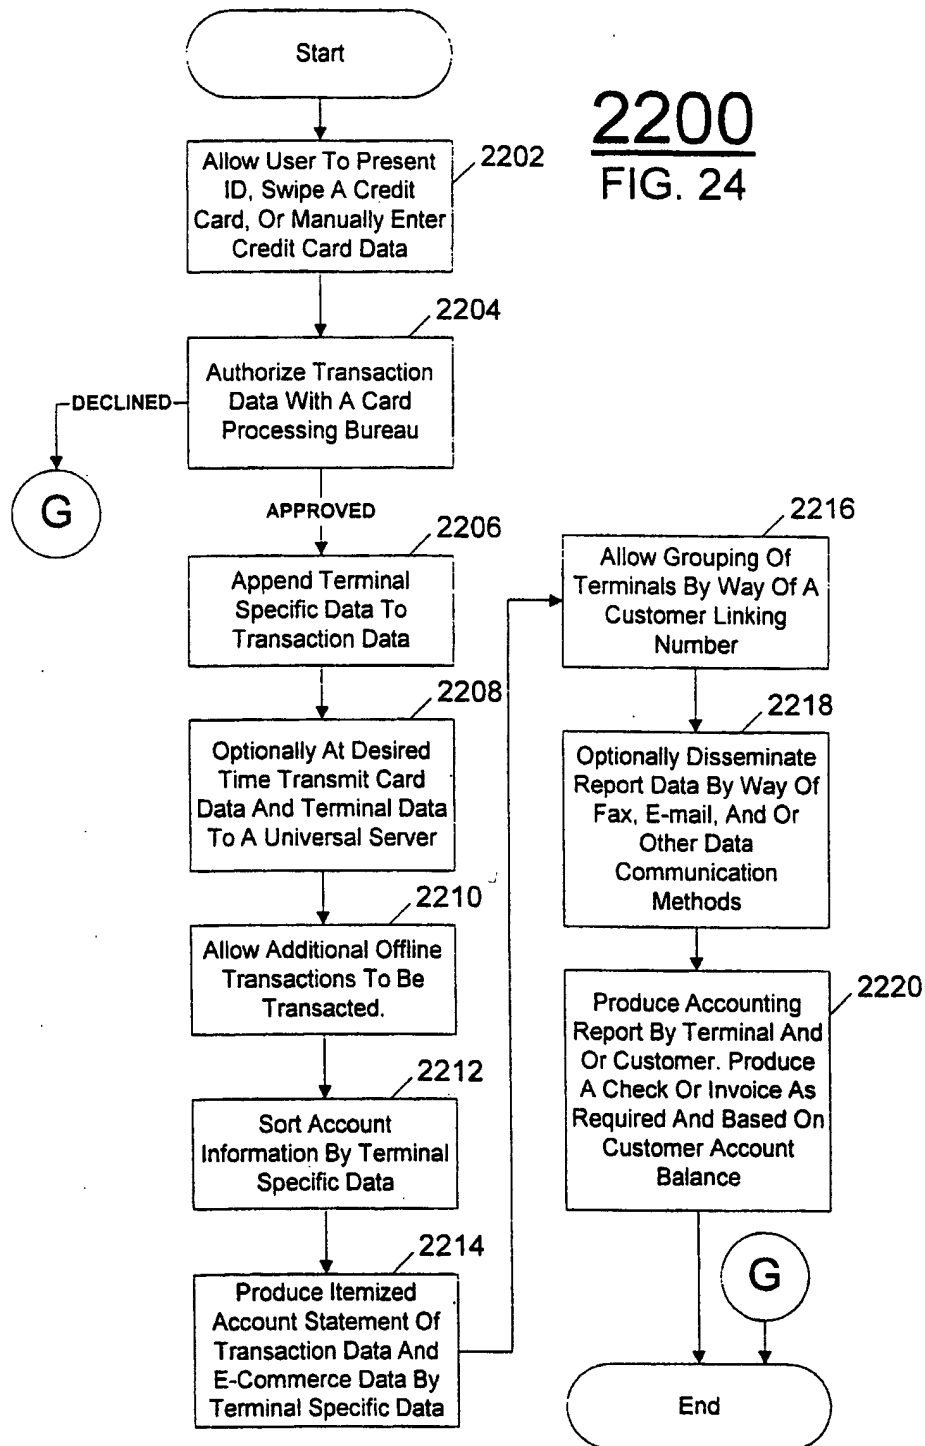 Start
2200
FIG. 24
2202
Allow User To Present
ID, Swipe A Credit
Card, Or Manually Enter
Credit Card Data
2204
Authorize Transaction
Data With A Card
Processing Bureau
DECLINED
G
APPROVED
2206
Append Terminal
Specific Data To
Transaction Data
2208
Optionally At Desired
Time Transmit Card
Data And Terminal Data
To A Universal Server
2210
Allow Additional Offline
Transactions To Be
Transacted.
2212
Sort Account
Information By Terminal
Specific Data
2214
Produce Itemized
Account Statement Of
Transaction Data And
E-Commerce Data By
Terminal Specific Data
2216
Allow Grouping Of
Terminals By Way Of A
Customer Linking
Number
2218
Optionally Disseminate
Report Data By Way Of
Fax, E-mail, And Or
Other Data
Communication
Methods
2220
Produce Accounting
Report By Terminal And
Or Customer. Produce
A Check Or Invoice As
Required And Based On
Customer Account
Balance
G
End